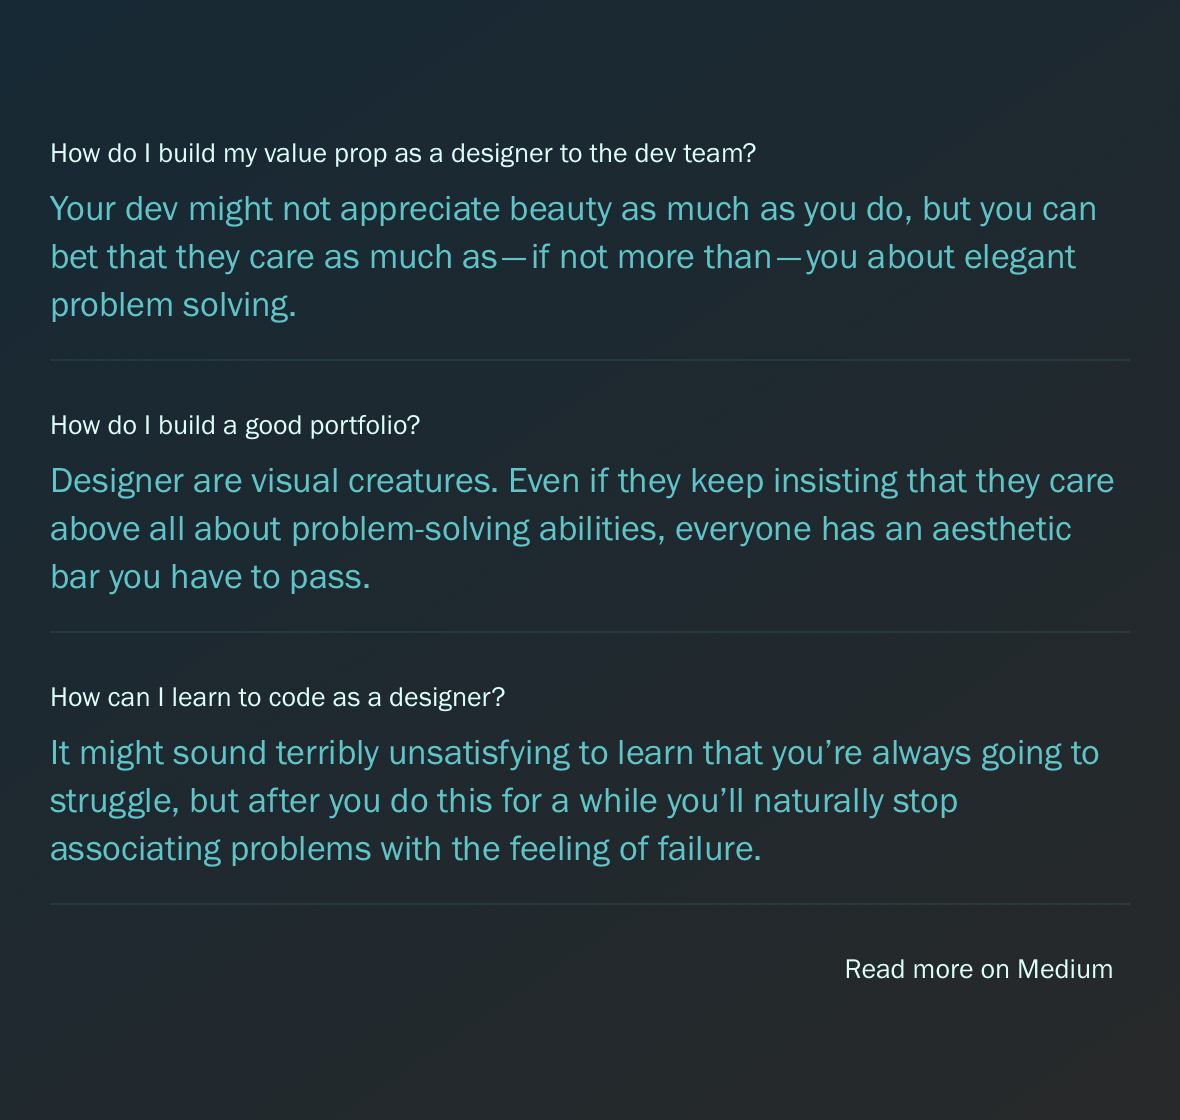 How do I build my value prop as a designer to the dev team?
Your dev might not appreciate beauty as much as you do, but you can
bet that they care as much as — if not more than — you about elegant
problem solving.
How do I build a good portfolio?
Designer are visual creatures. Even if they keep insisting that they care
above all about problem-solving abilities, everyone has an aesthetic
bar you have to pass.
How can I learn to code as a designer?
It might sound terribly unsatisfying to learn that you’re always going to
struggle, but after you do this for a while you’ll naturally stop
associating problems with the feeling of failure.
Read more on Medium